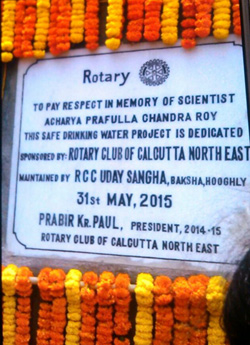 Rotary
TO PAY RESPECT IN MEMORY OF SCIENTIST
ACHARYA PRAFULLA CHANDRA ROY
THIS SAFE DRINKING WATER PROJECT IS DEDICATED
SPONSORED BY: ROTARY CLUB OF CALCUTTA NORTH EAST
MAINTAINED BY R C C UDAY SANGHA, BAKSHA, HOOGHLY
31st MAY, 2015
PRABIR KR. PAUL, PRESIDENT, 2014-15
ROTARY CLUB OF CALCUTTA NORTH EAST